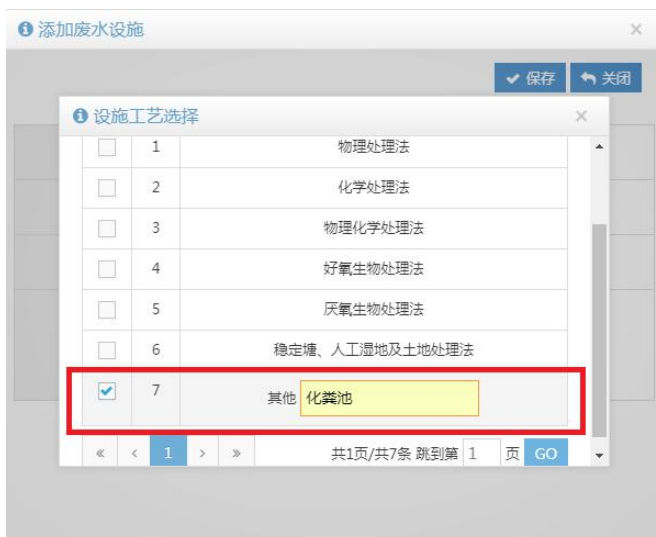 添加废水设施
保存 关闭
设施工艺选择
1 物理处理法
2 化学处理法
3 物理化学处理法
4 好氧生物处理法
5 厌氧生物处理法
6 稳定塘、人工湿地及土地处理法
7 其他 化粪池
« ‹ 1 › » 共1页/共7条 跳到第 1 页 GO